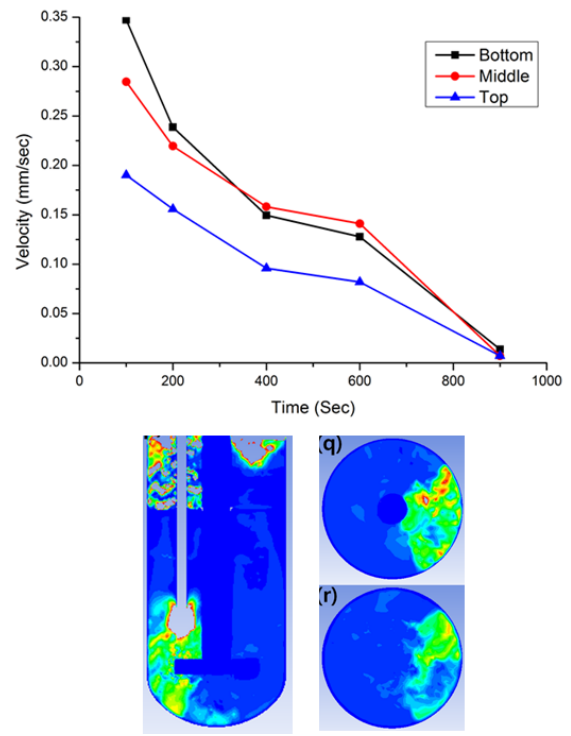 0.35
0.30
0.25
0.20
0.15
0.10
0.05
0.00
Velocity (mm/sec)
Bottom
Middle
Top
0 200 400 600 800 1000
Time (Sec)
(q)
(r)